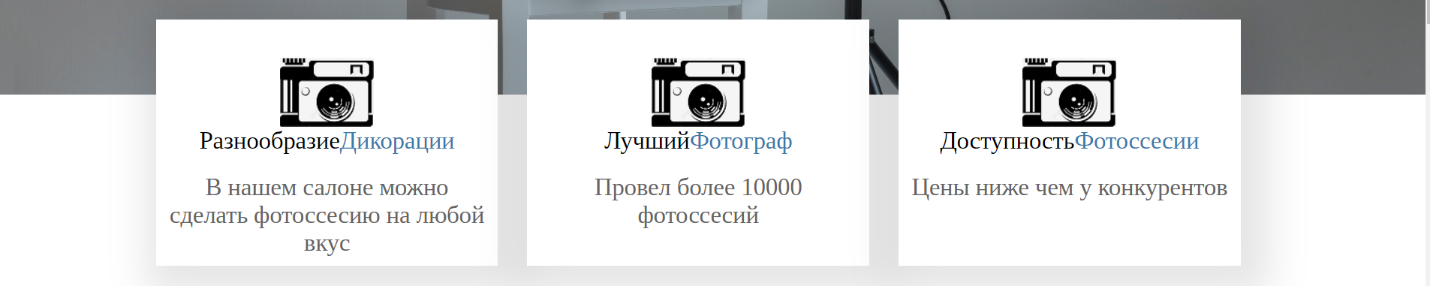 РазнообразиеДикорации
В нашем салоне можно
сделать фотоссесию на любой
вкус
ЛучшийФотограф
Провел более 10000
фотоссесий
ДоступностьФотоссесии
Цены ниже чем у конкурентов